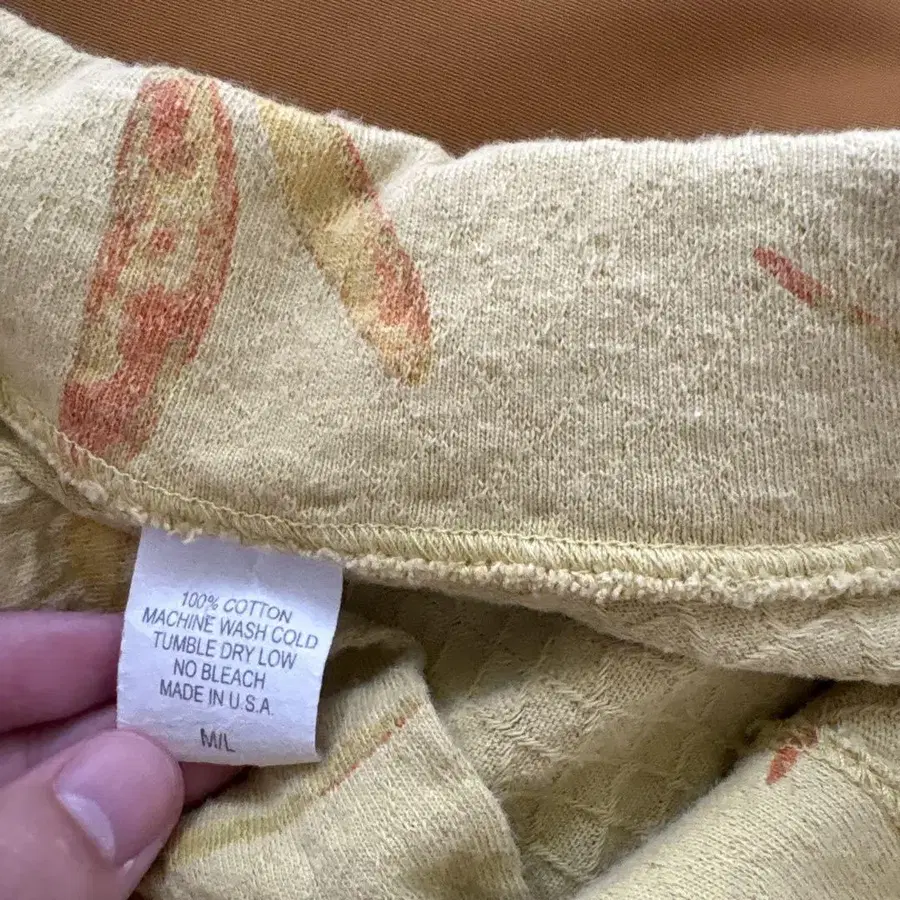 100% COTTON
MACHINE WASH COLD
TUMBLE DRY LOW
NO BLEACH
MADE IN U.S.A.
M/L